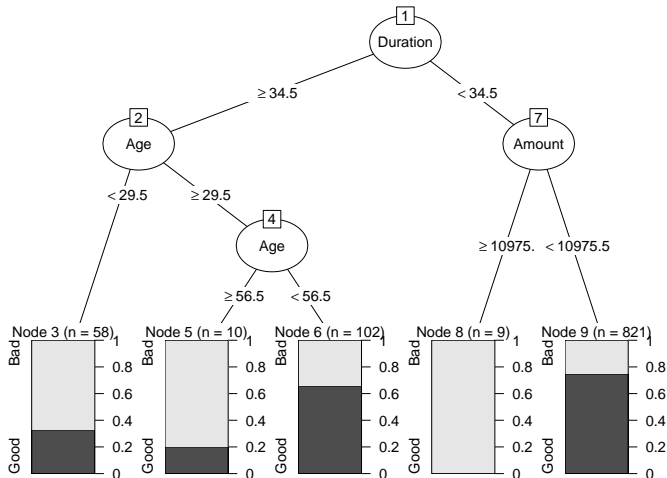 1
Duration
≥ 34.5
< 34.5
2
Age
7
Amount
< 29.5
≥ 29.5
4
Age
≥ 10975.
< 10975.5
≥ 56.5
< 56.5
Node 3 (n = 58)
Bad
Good
1
0.8
0.6
0.4
0.2
0
Node 5 (n = 10)
Bad
Good
1
0.8
0.6
0.4
0.2
0
Node 6 (n = 102)
Bad
Good
1
0.8
0.6
0.4
0.2
0
Node 8 (n = 9)
Bad
Good
1
0.8
0.6
0.4
0.2
0
Node 9 (n = 821)
Bad
Good
1
0.8
0.6
0.4
0.2
0